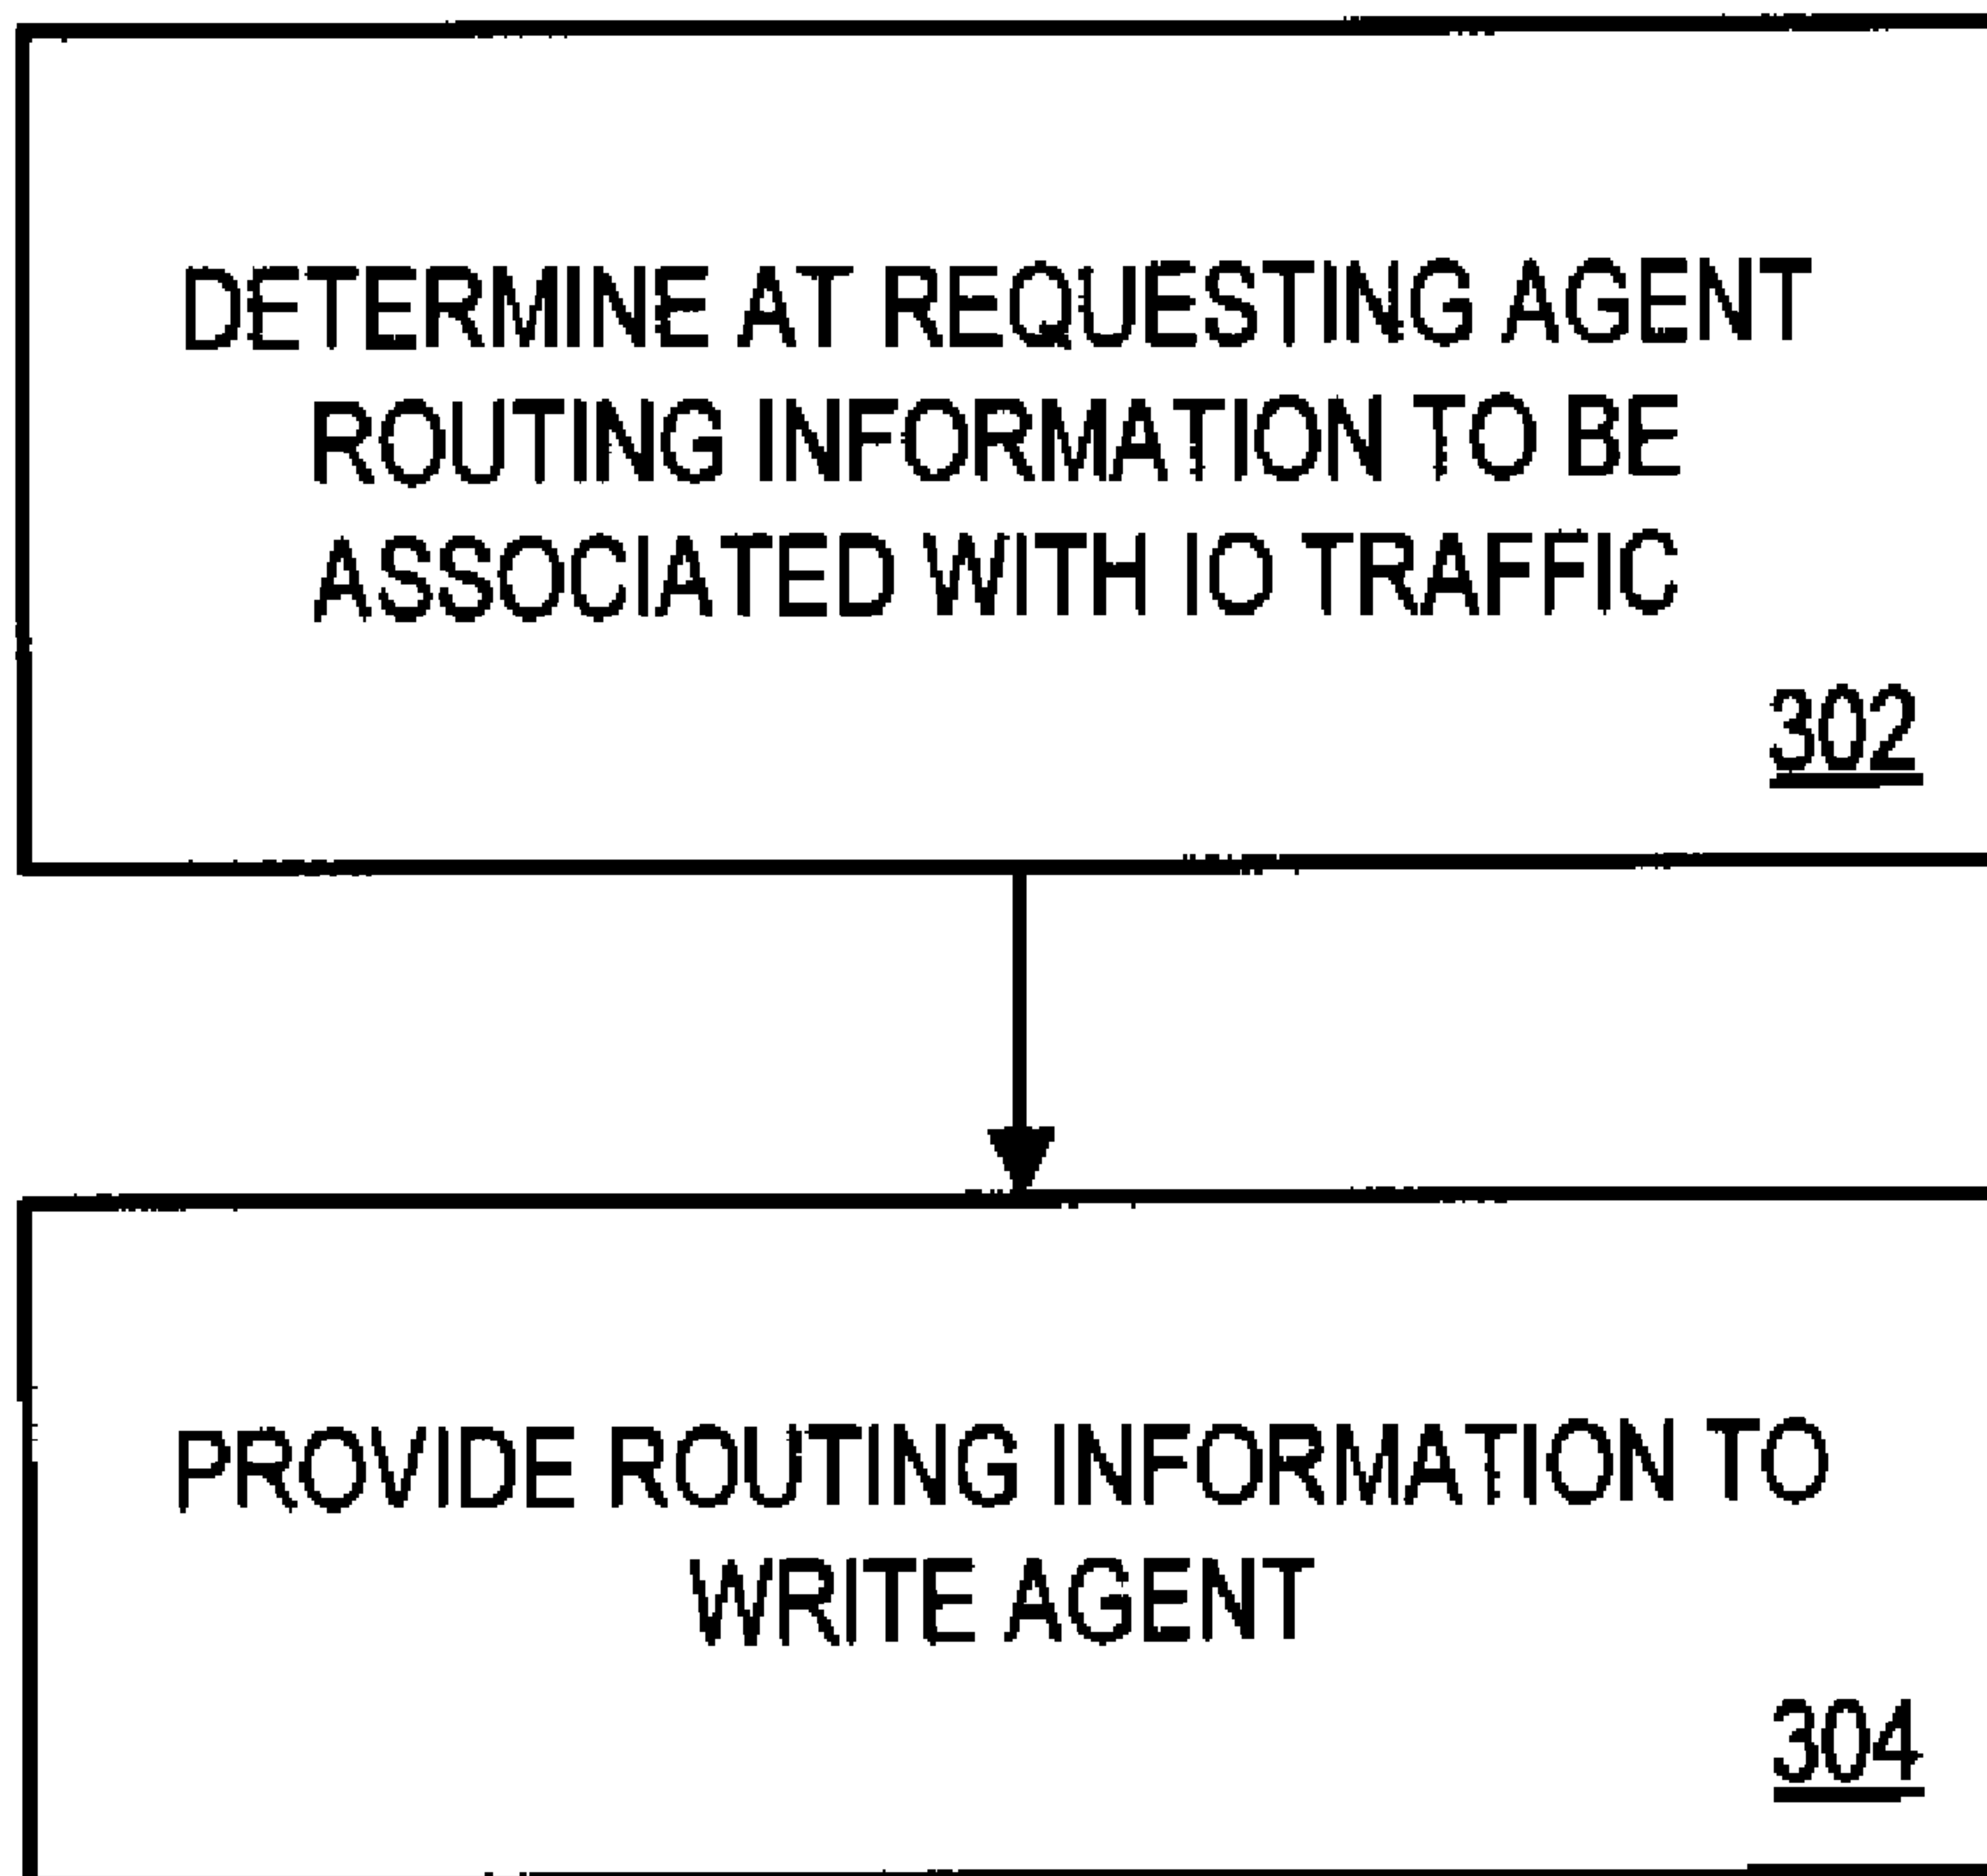 DETERMINE AT REQUESTING AGENT
ROUTING INFORMATION TO BE
ASSOCIATED WITH IO TRAFFIC
302
PROVIDE ROUTING INFORMATION TO
WRITE AGENT
304